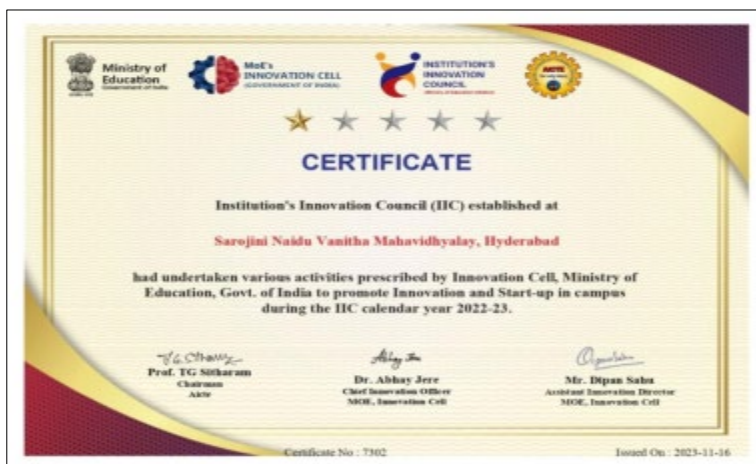 Ministry of
Education
Government of India
MoE's
INNOVATION CELL
(GOVERNMENT OF INDIA)
INSTITUTION'S
INNOVATION
COUNCIL
CERTIFICATE
Institution's Innovation Council (IIC) established at
Sarojini Naidu Vanitha Mahavidhyalay, Hyderabad
had undertaken various activities prescribed by Innovation Cell, Ministry of
Education, Govt. of India to promote Innovation and Start-up in campus
during the IIC calendar year 2022-23.
Prof. TG Sitharam
Chairman
Aicte
Abhay Jere
Dr. Abhay Jere
Chief Innovation Officer
MOE, Innovation Cell
Mr. Dipan Sahu
Assistant Innovation Director
MOE, Innovation Cell
Certificate No : 7302
Issued On : 2023-11-16